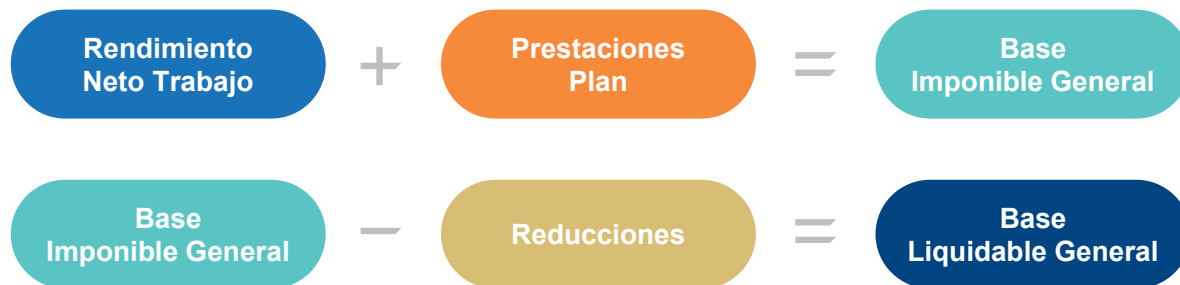 Rendimiento
Neto Trabajo
+
Prestaciones
Plan
=
Base
Imponible General
Base
Imponible General
−
Reducciones
=
Base
Liquidable General